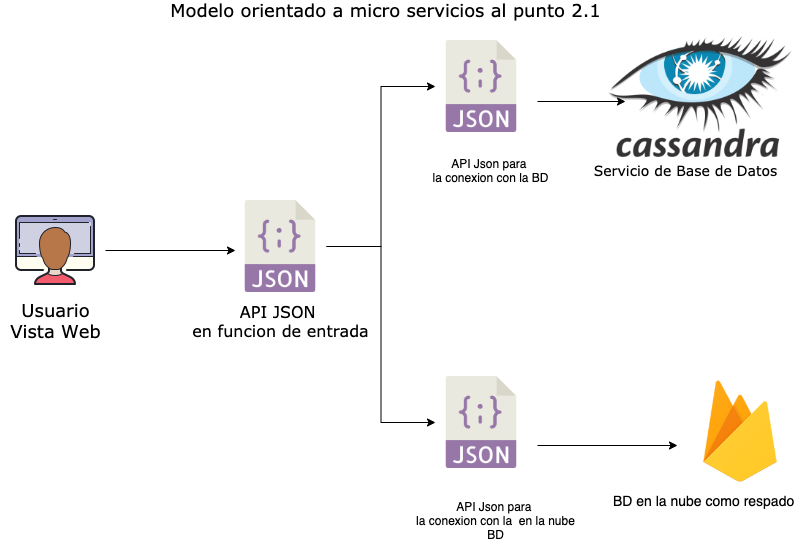 Modelo orientado a micro servicios al punto 2.1
{;}
JSON
API Json para
la conexion con la BD
cassandra
Servicio de Base de Datos
Usuario
Vista Web
{;}
JSON
API JSON
en funcion de entrada
{;}
JSON
API Json para
la conexion con la en la nube
BD
BD en la nube como respado